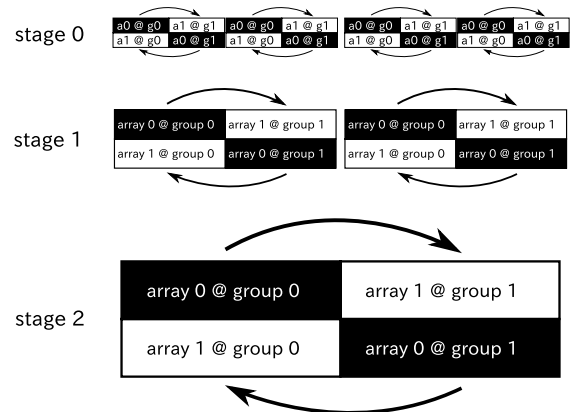 stage 0
a0 @ g0 a1 @ g1 a0 @ g0 a1 @ g1 a0 @ g0 a1 @ g1 a0 @ g0 a1 @ g1
a1 @ g0 a0 @ g1 a1 @ g0 a0 @ g1 a1 @ g0 a0 @ g1 a1 @ g0 a0 @ g1
stage 1
array 0 @ group 0 array 1 @ group 1 array 0 @ group 0 array 1 @ group 1
array 1 @ group 0 array 0 @ group 1 array 1 @ group 0 array 0 @ group 1
stage 2
array 0 @ group 0 array 1 @ group 1
array 1 @ group 0 array 0 @ group 1